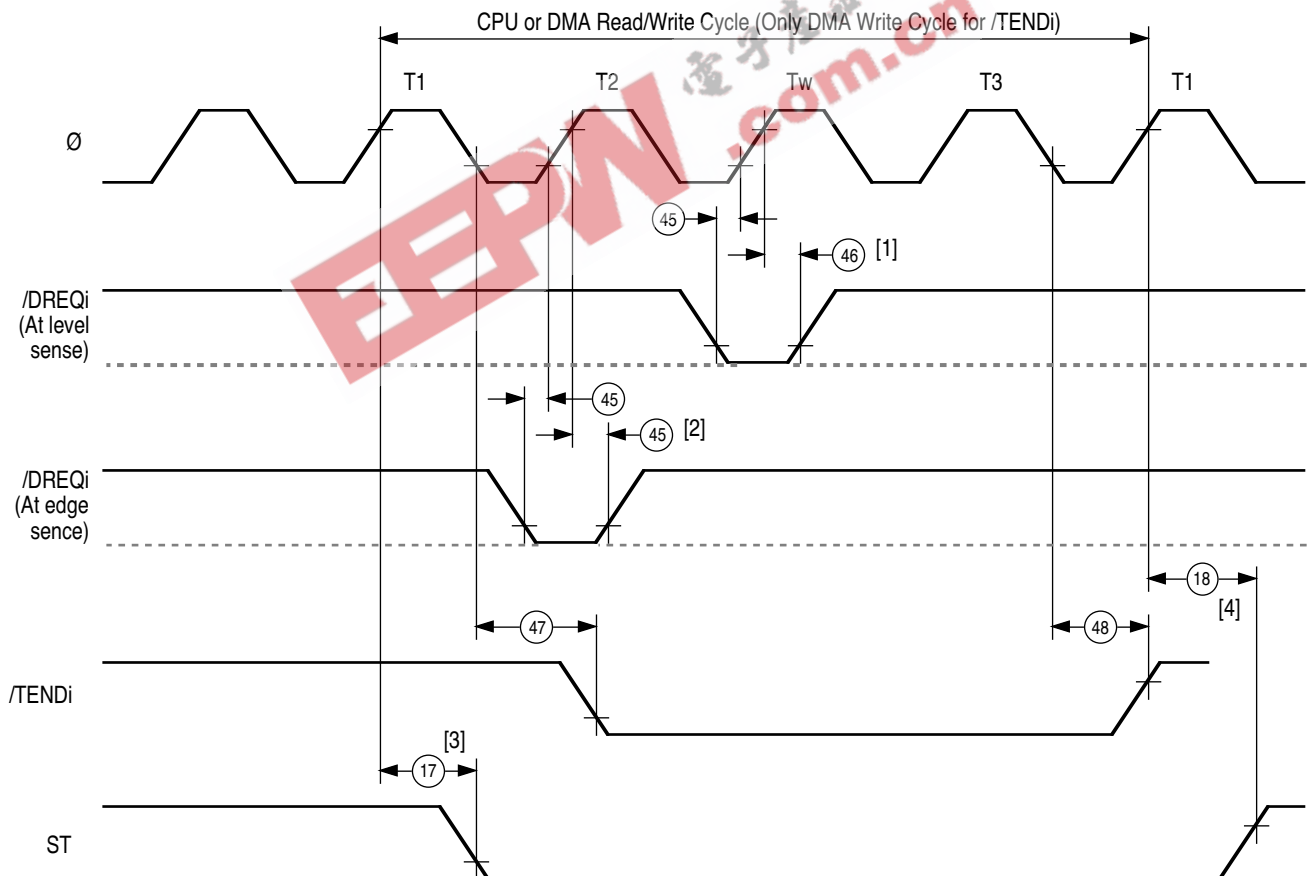 CPU or DMA Read/Write Cycle (Only DMA Write Cycle for /TENDi)
T1 T2 Tw T3 T1
Ø
45
46 [1]
/DREQi
(At level
sense)
45
45 [2]
/DREQi
(At edge
sence)
18
[4]
47
48
/TENDi
[3]
17
ST
EEPW
.com.cn